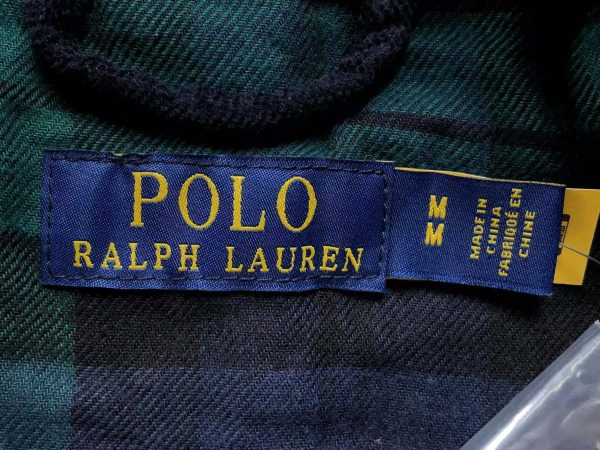 POLO
RALPH LAUREN
M
M
MADE IN
CHINA
FABRIQUÉ EN
CHINE